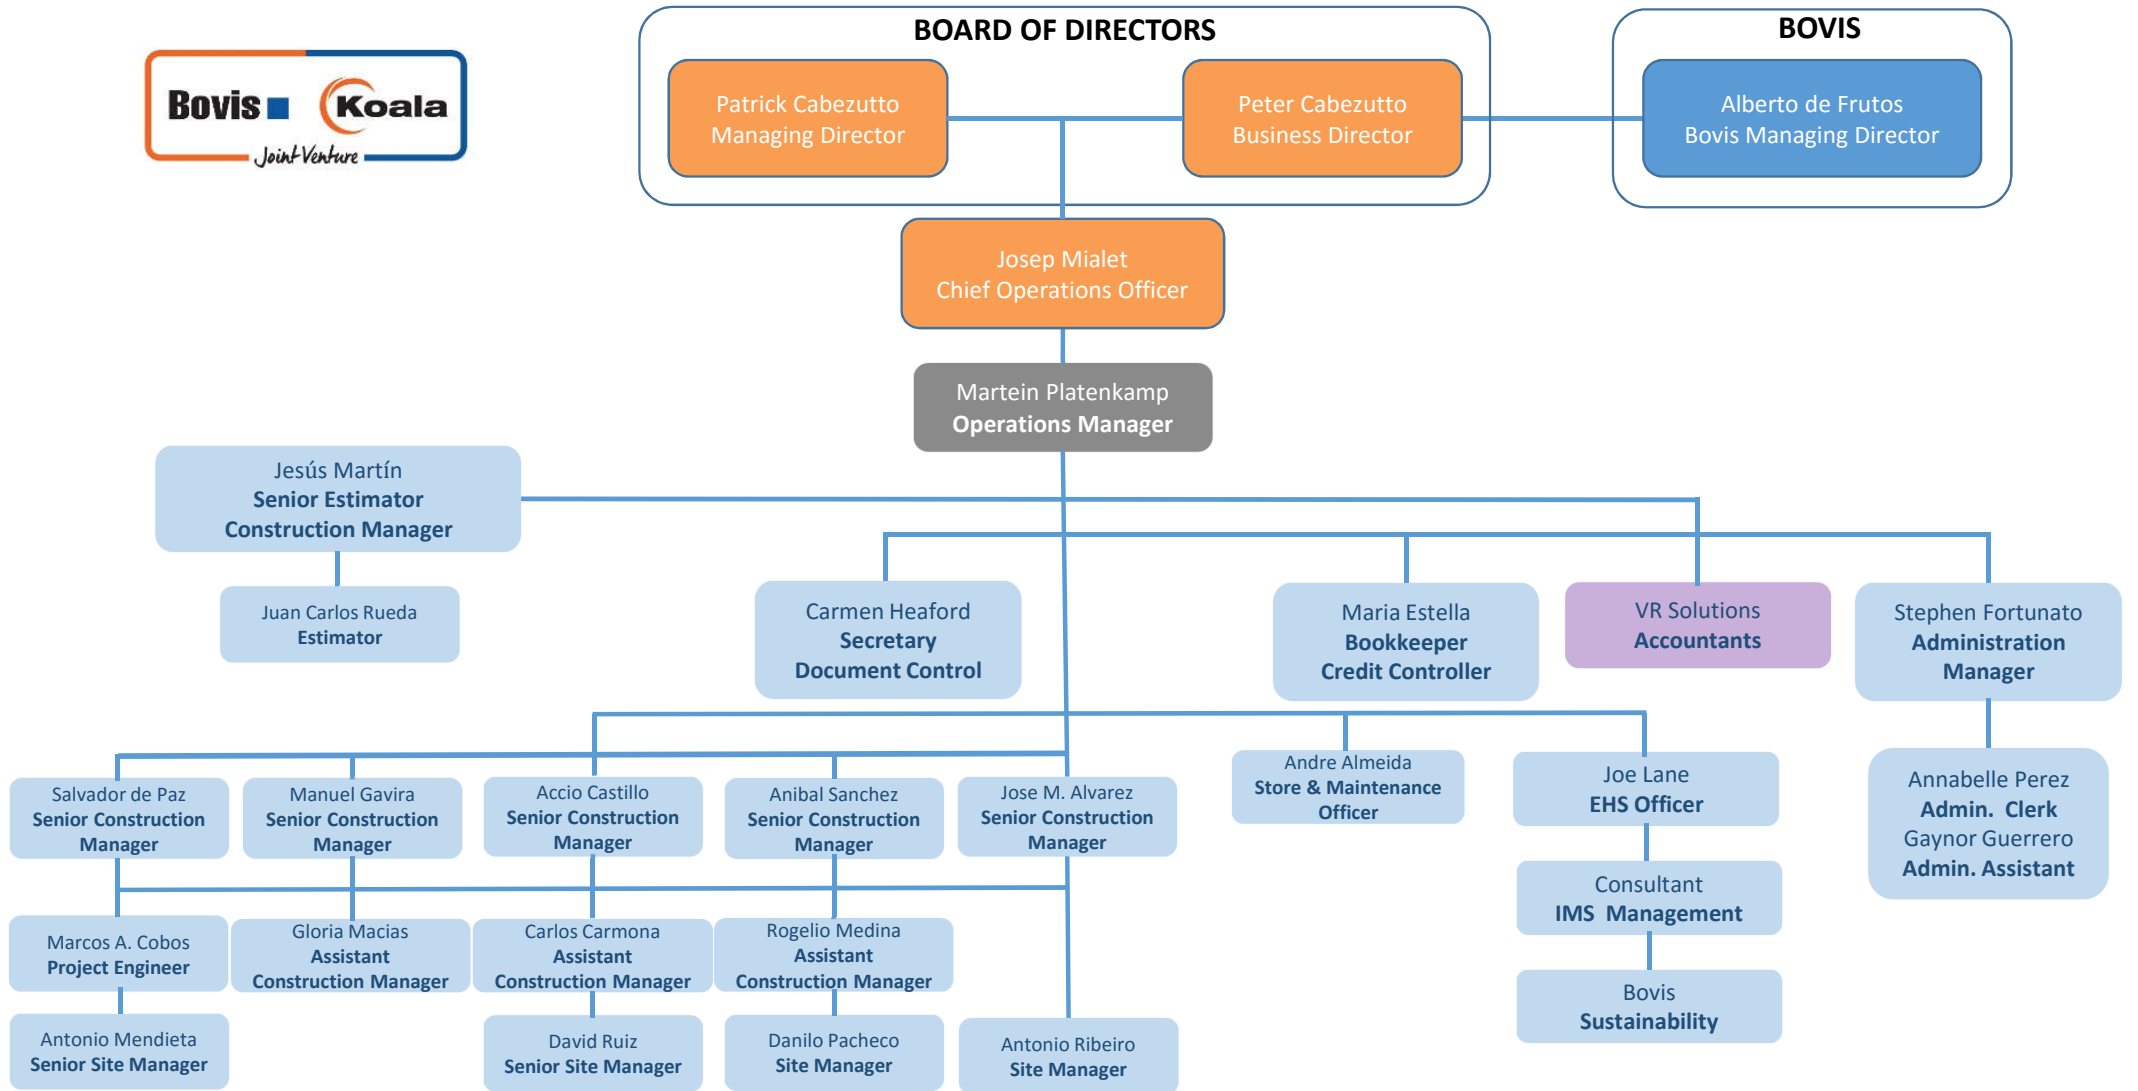 BOARD OF DIRECTORS
BOVIS
Bovis
Koala
Joint Venture
Patrick Cabezutto
Managing Director
Peter Cabezutto
Business Director
Alberto de Frutos
Bovis Managing Director
Josep Mialet
Chief Operations Officer
Martein Platenkamp
Operations Manager
Jesús Martín
Senior Estimator
Construction Manager
Juan Carlos Rueda
Estimator
Carmen Heaford
Secretary
Document Control
Maria Estella
Bookkeeper
Credit Controller
VR Solutions
Accountants
Stephen Fortunato
Administration
Manager
Salvador de Paz
Senior Construction
Manager
Manuel Gavira
Senior Construction
Manager
Accio Castillo
Senior Construction
Manager
Anibal Sanchez
Senior Construction
Manager
Jose M. Alvarez
Senior Construction
Manager
Andre Almeida
Store & Maintenance
Officer
Joe Lane
EHS Officer
Annabelle Perez
Admin. Clerk
Gaynor Guerrero
Admin. Assistant
Consultant
IMS Management
Marcos A. Cobos
Project Engineer
Gloria Macias
Assistant
Construction Manager
Carlos Carmona
Assistant
Construction Manager
Rogelio Medina
Assistant
Construction Manager
Bovis
Sustainability
Antonio Mendieta
Senior Site Manager
David Ruiz
Senior Site Manager
Danilo Pacheco
Site Manager
Antonio Ribeiro
Site Manager